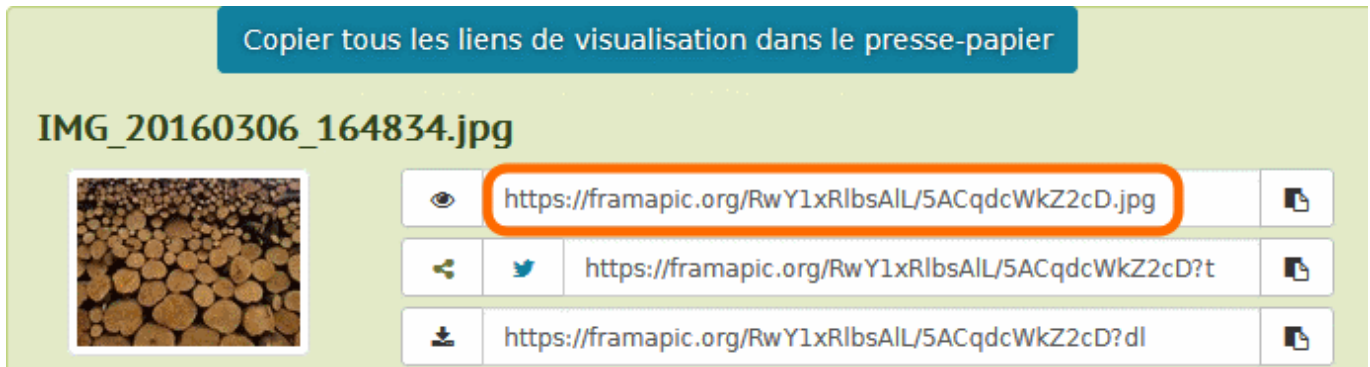 Copier tous les liens de visualisation dans le presse-papier
IMG_20160306_164834.jpg
https://framapic.org/RwY1xRlbsAlL/5ACqdcWkZ2cD.jpg
https://framapic.org/RwY1xRlbsAlL/5ACqdcWkZ2cD?t
https://framapic.org/RwY1xRlbsAlL/5ACqdcWkZ2cD?dl